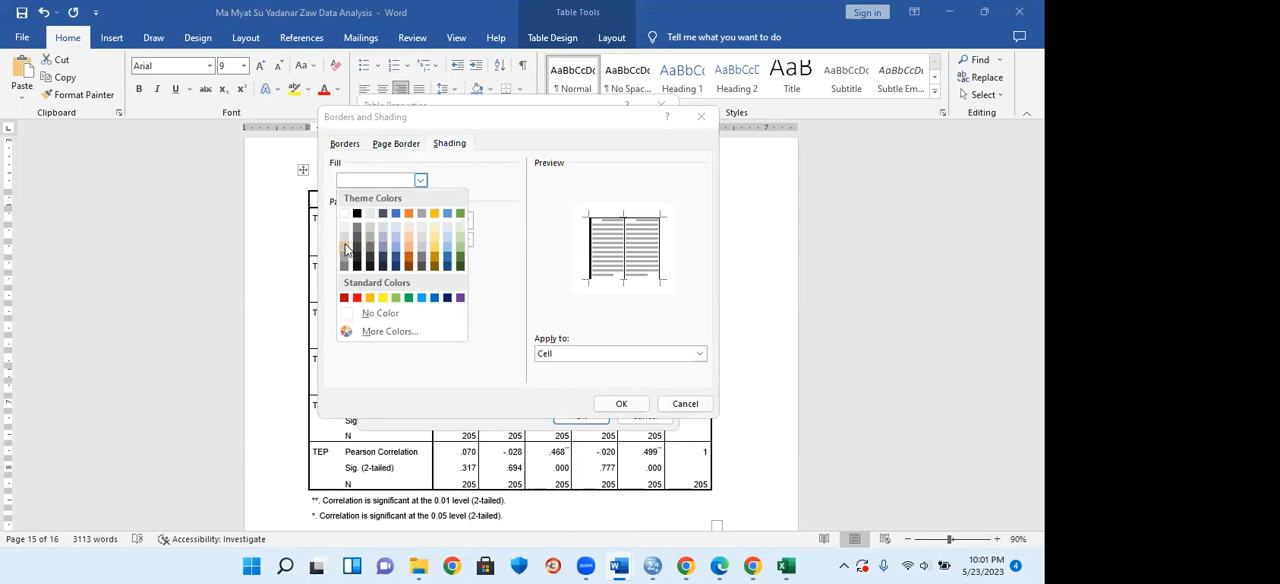 Ma Myat Su Yadanar Zaw Data Analysis - Word
Table Tools
Sign in
File Home Insert Draw Design Layout References Mailings Review View Help Table Design Layout Tell me what you want to do
Paste
Cut
Copy
Format Painter
Clipboard
Arial 9
Font
AaBbCcDc AaBbCcDc AaBbCc AaBbCcD AaB AaBbCcD AaBbCcDc
¶ Normal ¶ No Spac... Heading 1 Heading 2 Title Subtitle Subtle Em...
Styles
Find
Replace
Select
Editing
Table Properties
Borders and Shading
Borders Page Border Shading
Fill
Theme Colors
Standard Colors
No Color
More Colors...
Preview
Apply to:
Cell
OK Cancel
N 205 205 205 205 205 205
TEP Pearson Correlation .070 -.028 .468** -.020 .499** 1
Sig. (2-tailed) .317 .694 .000 .777 .000
N 205 205 205 205 205 205
**. Correlation is significant at the 0.01 level (2-tailed).
*. Correlation is significant at the 0.05 level (2-tailed).
Page 15 of 16 3113 words Accessibility: Investigate 90%
zoom
10:01 PM
5/23/2023
4